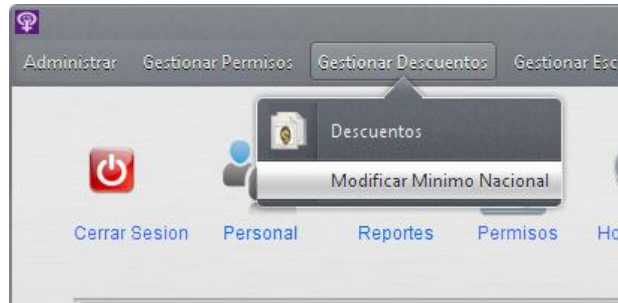 Administrar Gestionar Permisos Gestionar Descuentos Gestionar Esc
Descuentos
Modificar Minimo Nacional
Cerrar Sesion Personal Reportes Permisos Ho